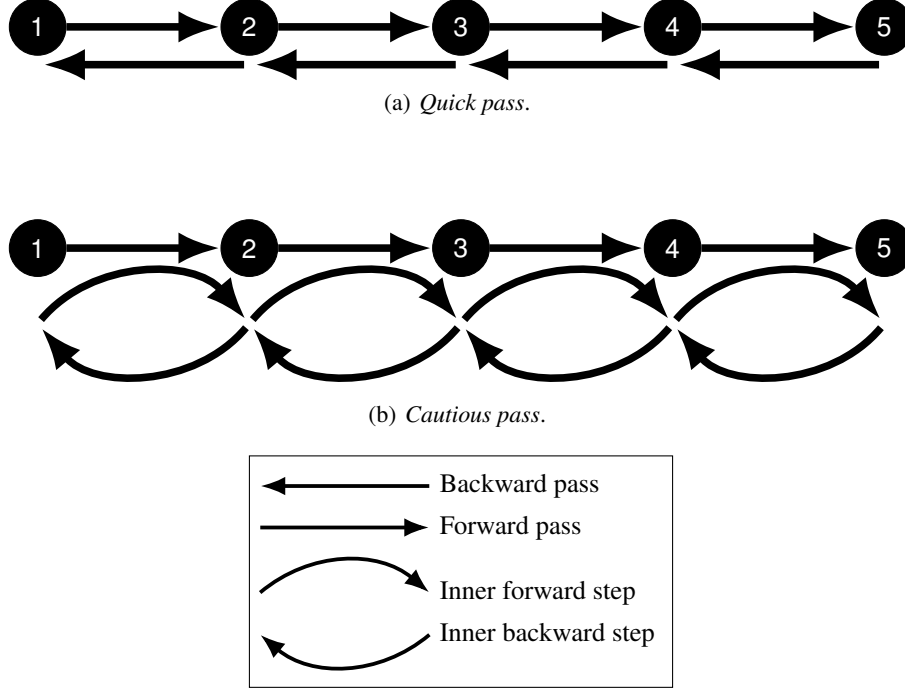 1 2 3 4 5
(a) Quick pass.
1 2 3 4 5
(b) Cautious pass.
Backward pass
Forward pass
Inner forward step
Inner backward step